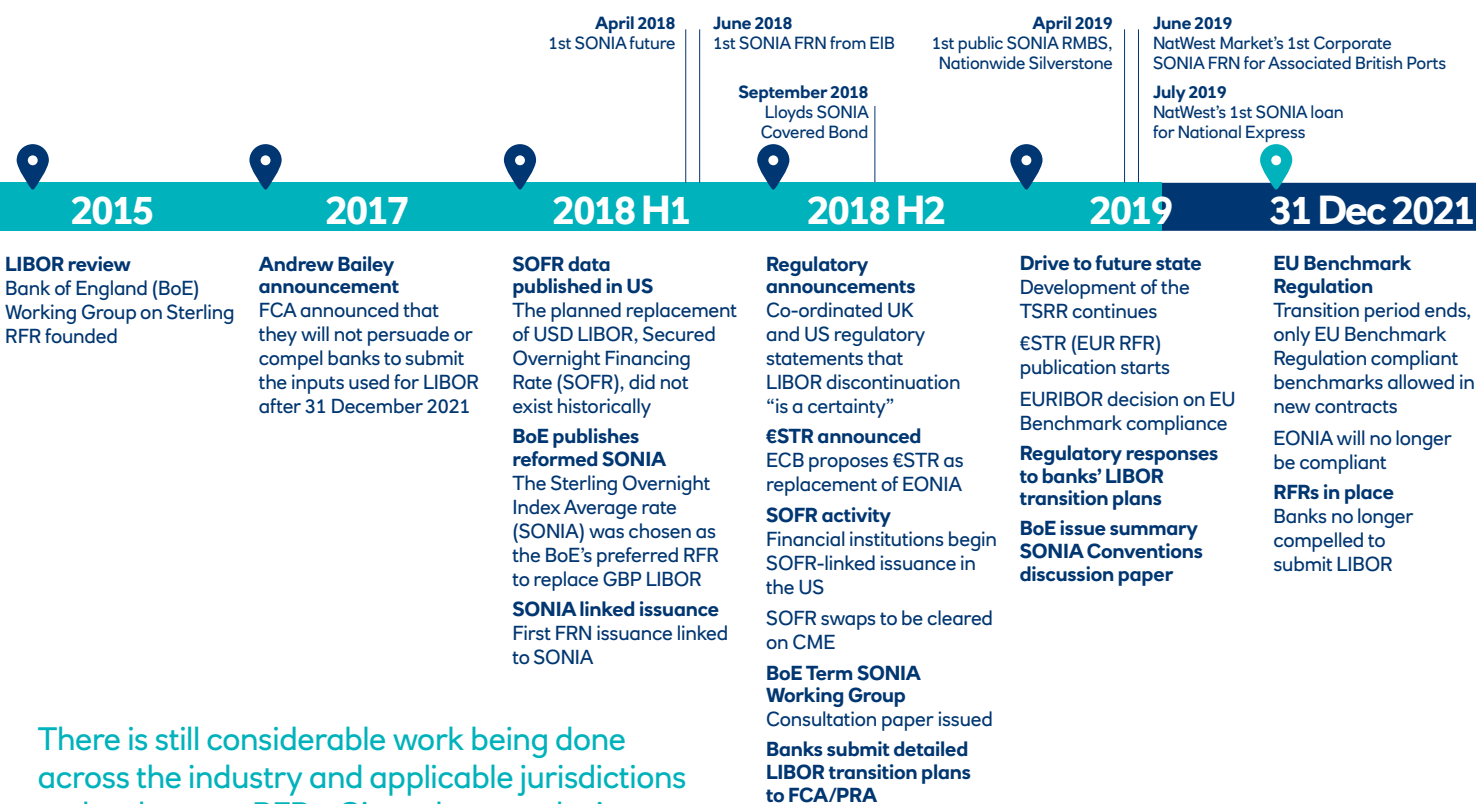 April 2018
1st SONIA future
June 2018
1st SONIA FRN from EIB
September 2018
Lloyds SONIA
Covered Bond
April 2019
1st public SONIA RMBS,
Nationwide Silverstone
June 2019
NatWest Market's 1st Corporate
SONIA FRN for Associated British Ports
July 2019
NatWest's 1st SONIA loan
for National Express
2015
2017
2018 H1
2018 H2
2019
31 Dec 2021
LIBOR review
Bank of England (BoE)
Working Group on Sterling
RFR founded
Andrew Bailey
announcement
FCA announced that
they will not persuade or
compel banks to submit
the inputs used for LIBOR
after 31 December 2021
SOFR data
published in US
The planned replacement
of USD LIBOR, Secured
Overnight Financing
Rate (SOFR), did not
exist historically
BoE publishes
reformed SONIA
The Sterling Overnight
Index Average rate
(SONIA) was chosen as
the BoE's preferred RFR
to replace GBP LIBOR
SONIA linked issuance
First FRN issuance linked
to SONIA
Regulatory
announcements
Co-ordinated UK
and US regulatory
statements that
LIBOR discontinuation
"is a certainty"
€STR announced
ECB proposes €STR as
replacement of EONIA
SOFR activity
Financial institutions begin
SOFR-linked issuance in
the US
SOFR swaps to be cleared
on CME
BoE Term SONIA
Working Group
Consultation paper issued
Banks submit detailed
LIBOR transition plans
to FCA/PRA
Drive to future state
Development of the
TSRR continues
€STR (EUR RFR)
publication starts
EURIBOR decision on EU
Benchmark compliance
Regulatory responses
to banks' LIBOR
transition plans
BoE issue summary
SONIA Conventions
discussion paper
EU Benchmark
Regulation
Transition period ends,
only EU Benchmark
Regulation compliant
benchmarks allowed in
new contracts
EONIA will no longer
be compliant
RFRs in place
Banks no longer
compelled to
submit LIBOR
There is still considerable work being done
across the industry and applicable jurisdictions